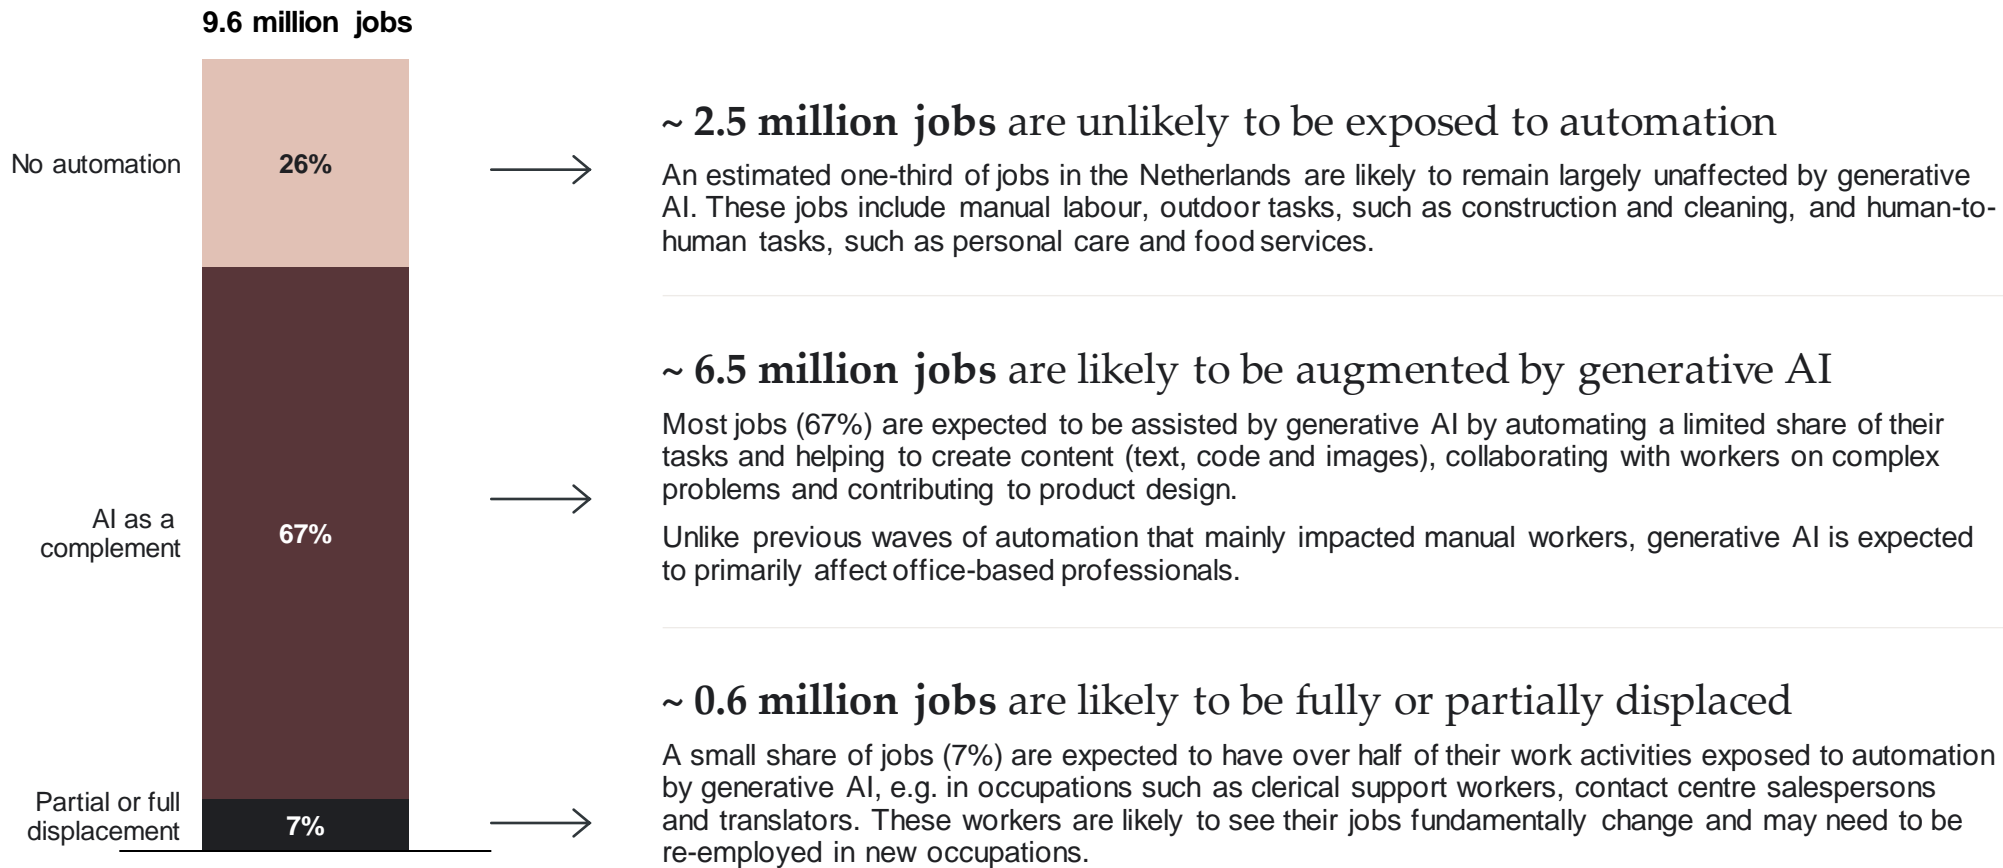 9.6 million jobs
No automation
26%
~ 2.5 million jobs are unlikely to be exposed to automation
An estimated one-third of jobs in the Netherlands are likely to remain largely unaffected by generative
AI. These jobs include manual labour, outdoor tasks, such as construction and cleaning, and human-to-
human tasks, such as personal care and food services.
AI as a
complement
67%
~ 6.5 million jobs are likely to be augmented by generative AI
Most jobs (67%) are expected to be assisted by generative AI by automating a limited share of their
tasks and helping to create content (text, code and images), collaborating with workers on complex
problems and contributing to product design.
Unlike previous waves of automation that mainly impacted manual workers, generative AI is expected
to primarily affect office-based professionals.
Partial or full
displacement
7%
~ 0.6 million jobs are likely to be fully or partially displaced
A small share of jobs (7%) are expected to have over half of their work activities exposed to automation
by generative AI, e.g. in occupations such as clerical support workers, contact centre salespersons
and translators. These workers are likely to see their jobs fundamentally change and may need to be
re-employed in new occupations.